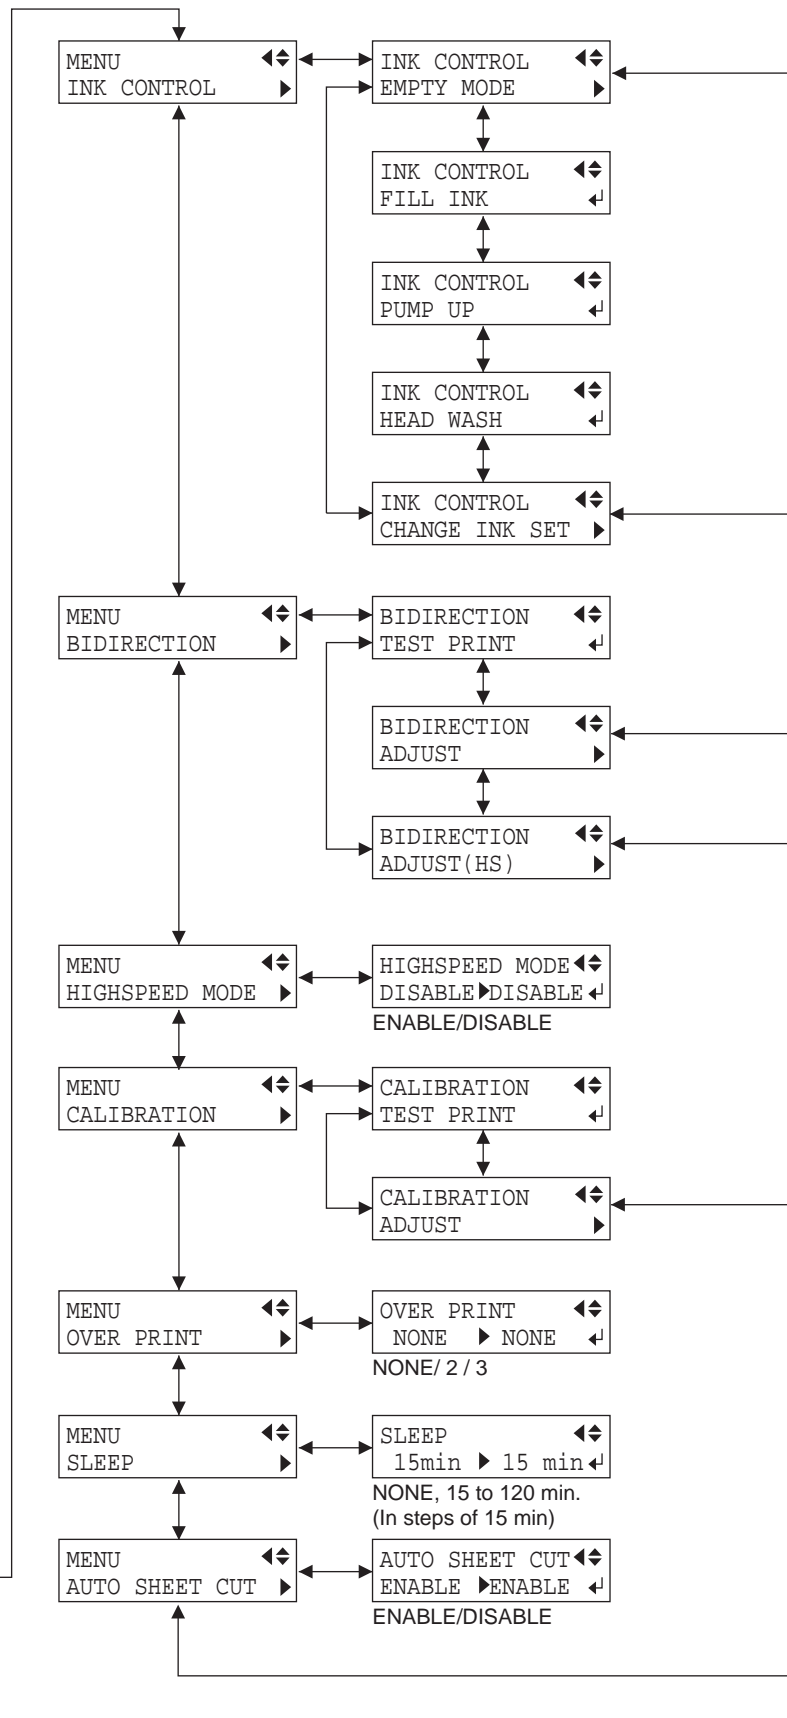 MENU
INK CONTROL
INK CONTROL
EMPTY MODE
INK CONTROL
FILL INK
INK CONTROL
PUMP UP
INK CONTROL
HEAD WASH
INK CONTROL
CHANGE INK SET
MENU
BIDIRECTION
BIDIRECTION
TEST PRINT
BIDIRECTION
ADJUST
BIDIRECTION
ADJUST(HS)
MENU
HIGHSPEED MODE
HIGHSPEED MODE
DISABLE DISABLE
ENABLE/DISABLE
MENU
CALIBRATION
CALIBRATION
TEST PRINT
CALIBRATION
ADJUST
MENU
OVER PRINT
OVER PRINT
NONE NONE
NONE/ 2 / 3
MENU
SLEEP
SLEEP
15min 15 min
NONE, 15 to 120 min.
(In steps of 15 min)
MENU
AUTO SHEET CUT
AUTO SHEET CUT
ENABLE ENABLE
ENABLE/DISABLE